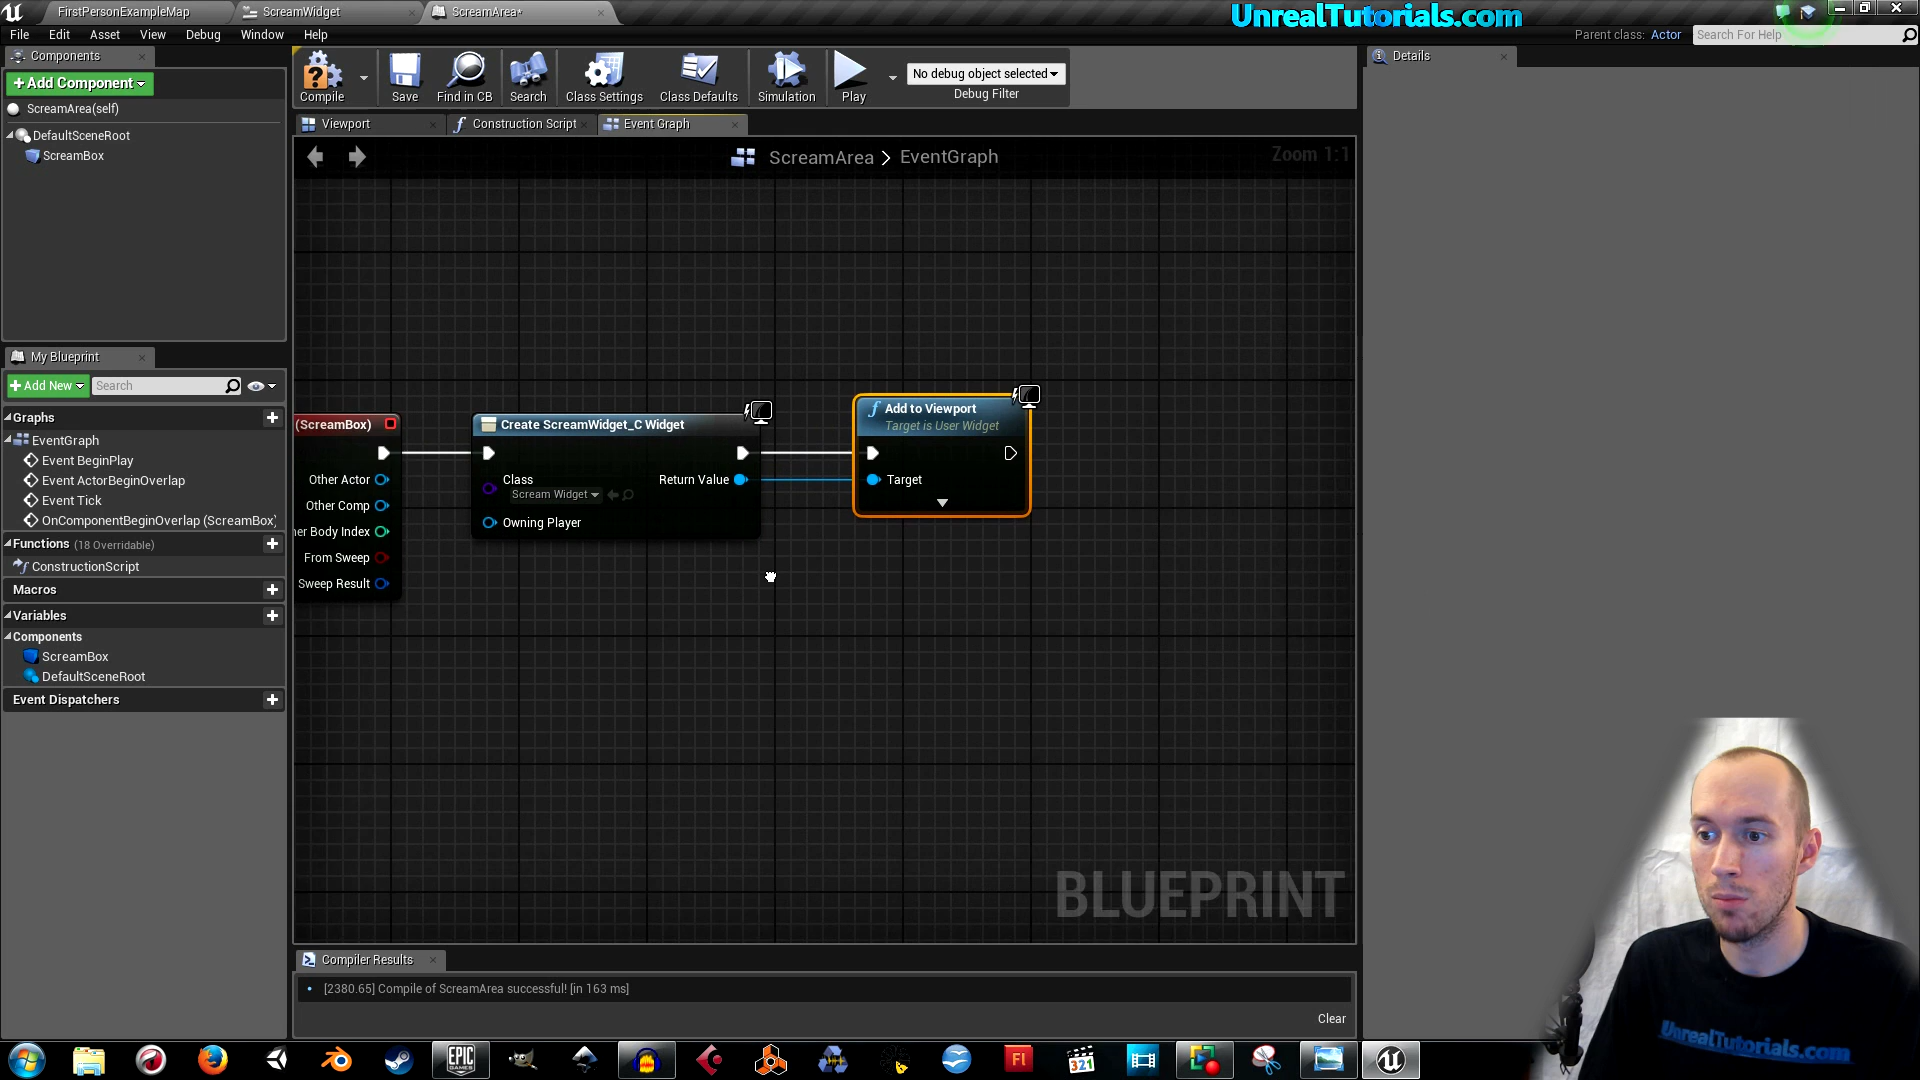 FirstPersonExampleMap
ScreamWidget
ScreamArea*
UnrealTutorials.com
File Edit Asset View Debug Window Help
Parent class: Actor
Search For Help
Components
+Add Component
ScreamArea(self)
DefaultSceneRoot
ScreamBox
Compile
Save
Find in CB
Search
Class Settings
Class Defaults
Simulation
Play
No debug object selected
Debug Filter
Details
Viewport
Construction Script
Event Graph
ScreamArea > EventGraph
Zoom 1:1
My Blueprint
+Add New
Search
Graphs
EventGraph
Event BeginPlay
Event ActorBeginOverlap
Event Tick
OnComponentBeginOverlap (ScreamBox)
Functions (18 Overridable)
ConstructionScript
Macros
Variables
Components
ScreamBox
DefaultSceneRoot
Event Dispatchers
(ScreamBox)
Other Actor
Other Comp
her Body Index
From Sweep
Sweep Result
Create ScreamWidget_C Widget
Class
Scream Widget
Return Value
Owning Player
Add to Viewport
Target is User Widget
Target
BLUEPRINT
Compiler Results
[2380.65] Compile of ScreamArea successful! [in 163 ms]
Clear
UnrealTutorials.com
EPIC
GAMES
Fl
321